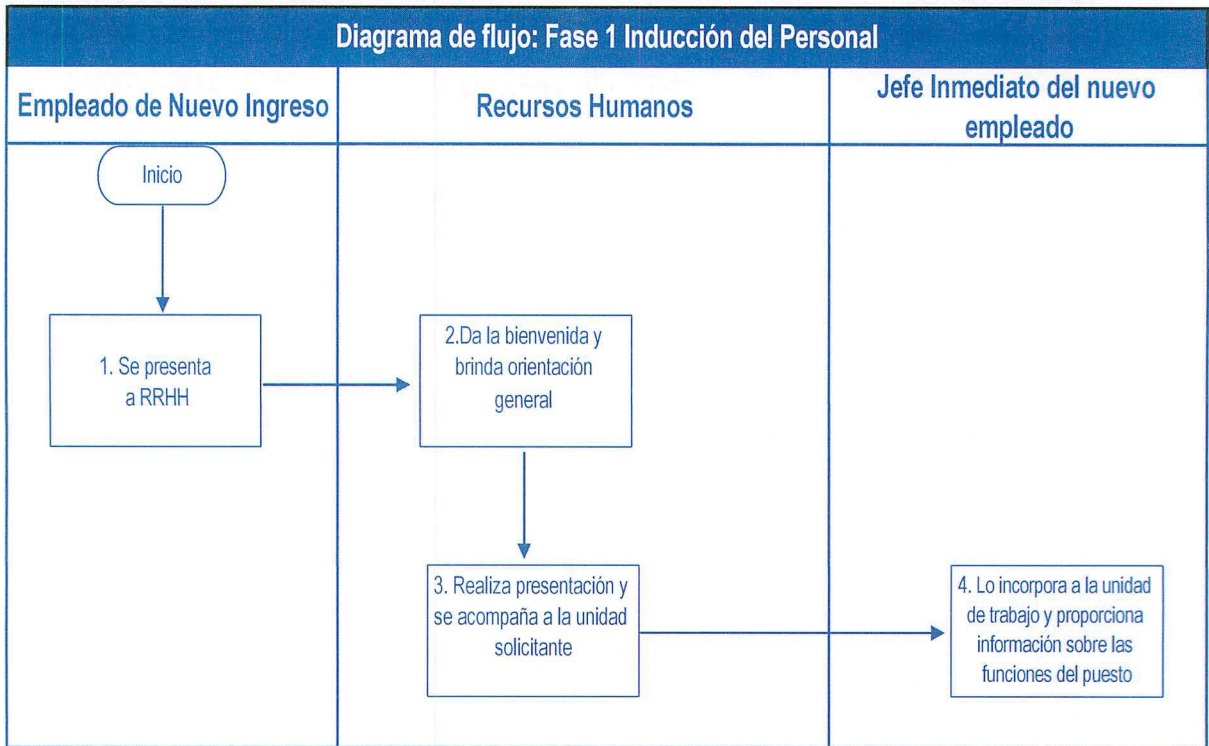 Diagrama de flujo: Fase 1 Inducción del Personal
Empleado de Nuevo Ingreso
Recursos Humanos
Jefe Inmediato del nuevo
empleado
Inicio
1. Se presenta
a RRHH
2.Da la bienvenida y
brinda orientación
general
3. Realiza presentación y
se acompaña a la unidad
solicitante
4. Lo incorpora a la unidad
de trabajo y proporciona
información sobre las
funciones del puesto